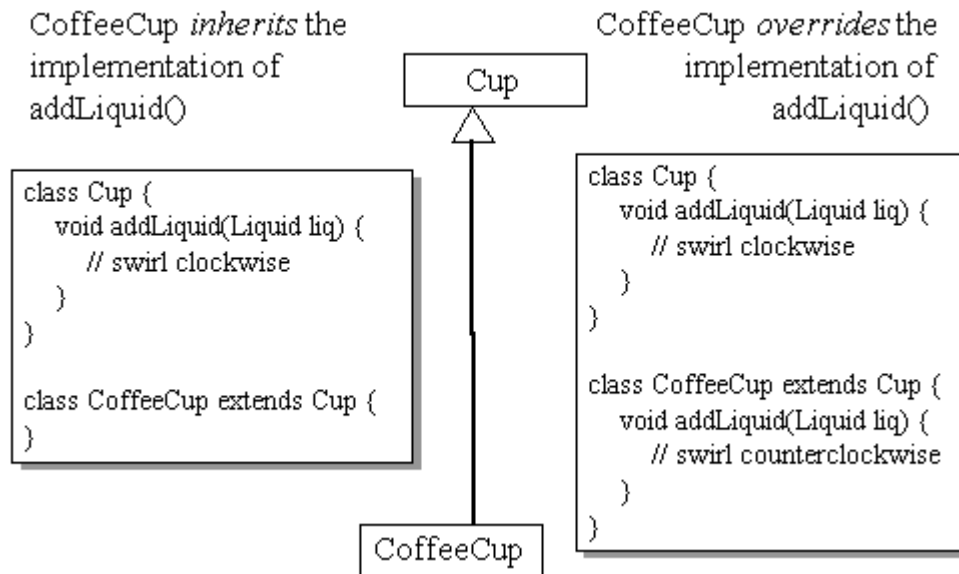 CoffeeCup inherits the
implementation of
addLiquid()
CoffeeCup overrides the
implementation of
addLiquid()
Cup
class Cup {
void addLiquid(Liquid liq) {
// swirl clockwise
}
}
class CoffeeCup extends Cup {
}
class Cup {
void addLiquid(Liquid liq) {
// swirl clockwise
}
}
class CoffeeCup extends Cup {
void addLiquid(Liquid liq) {
// swirl counterclockwise
}
}
CoffeeCup